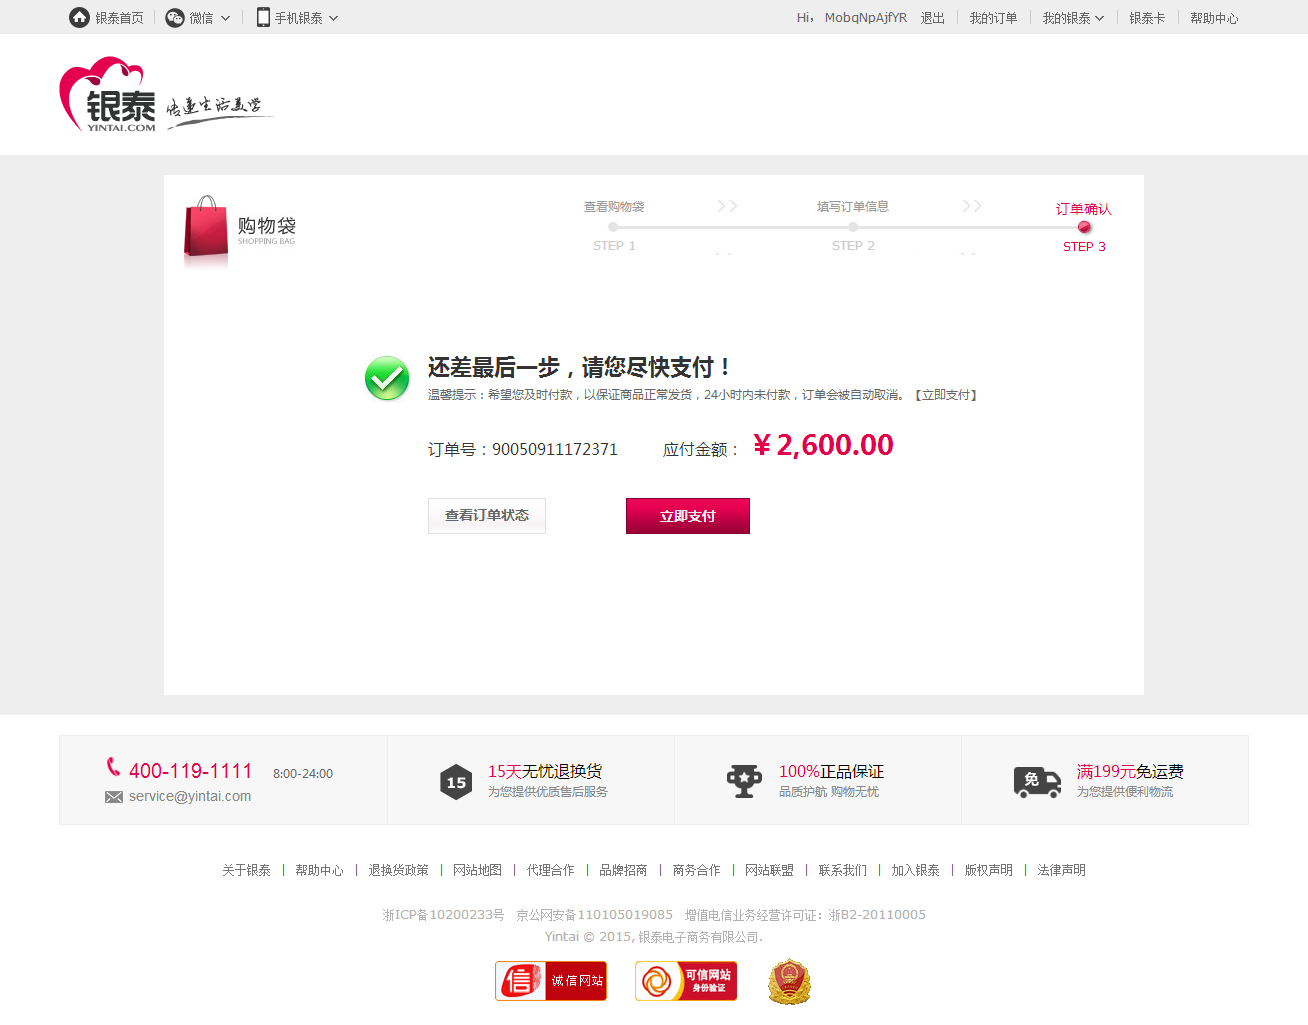 银泰首页 微信 手机银泰 Hi, MobqNpAjfYR 退出 我的订单 我的银泰 银泰卡 帮助中心
银泰 传递生活美学
YINTAI.COM
购物袋
SHOPPING BAG
查看购物袋 填写订单信息 订单确认
STEP 1 STEP 2 STEP 3
还差最后一步，请您尽快支付！
温馨提示：希望您及时付款，以保证商品正常发货，24小时内未付款，订单会被自动取消。【立即支付】
订单号：90050911172371 应付金额： ¥2,600.00
查看订单状态 立即支付
400-119-1111 8:00-24:00
service@yintai.com
15
15天无忧退换货
为您提供优质售后服务
100%正品保证
品质护航 购物无忧
免
满199元免运费
为您提供便利物流
关于银泰 | 帮助中心 | 退换货政策 | 网站地图 | 代理合作 | 品牌招商 | 商务合作 | 网站联盟 | 联系我们 | 加入银泰 | 版权声明 | 法律声明
浙ICP备10200233号 京公网安备110105019085 增值电信业务经营许可证：浙B2-20110005
Yintai © 2015, 银泰电子商务有限公司.
信 诚信网站
可信网站
身份验证